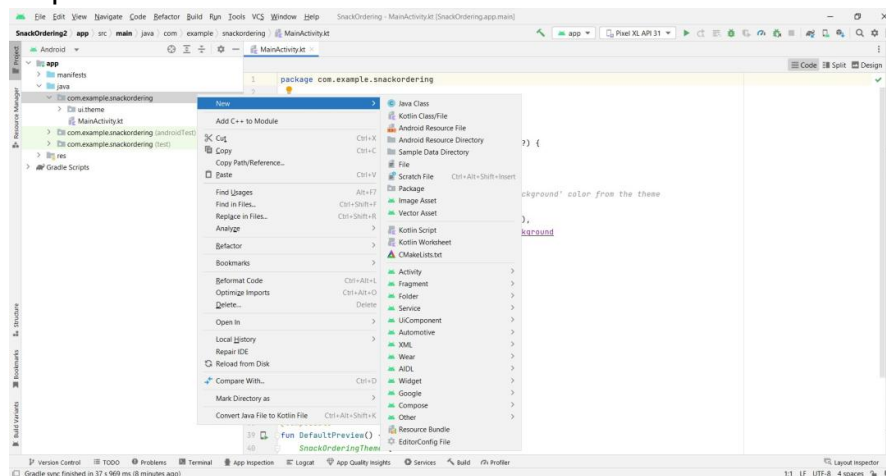 File Edit View Navigate Code Refactor Build Run Tools VCS Window Help SnackOrdering - MainActivity.kt [SnackOrdering.app.main]
SnackOrdering2 app src main java com example snackordering MainActivity.kt app Pixel XL API 31
Android MainActivity.kt
Code Split Design
Project
Resource Manager
Structure
Bookmarks
Build Variants
app
manifests
java
com.example.snackordering
ui.theme
MainActivity.kt
com.example.snackordering (androidTest)
com.example.snackordering (test)
res
Gradle Scripts
1 package com.example.snackordering
?) {
ckground' color from the theme
),
kground
39 fun DefaultPreview()
40 SnackOrderingTheme
New
Add C++ to Module
Cut Ctrl+X
Copy Ctrl+C
Copy Path/Reference...
Paste Ctrl+V
Find Usages Alt+F7
Find in Files... Ctrl+Shift+F
Replace in Files... Ctrl+Shift+R
Analyze
Refactor
Bookmarks
Reformat Code Ctrl+Alt+L
Optimize Imports Ctrl+Alt+O
Delete... Delete
Open In
Local History
Repair IDE
Reload from Disk
Compare With... Ctrl+D
Mark Directory as
Convert Java File to Kotlin File Ctrl+Alt+Shift+K
Java Class
Kotlin Class/File
Android Resource File
Android Resource Directory
Sample Data Directory
File
Scratch File Ctrl+Alt+Shift+Insert
Package
Image Asset
Vector Asset
Kotlin Script
Kotlin Worksheet
CMakeLists.txt
Activity
Fragment
Folder
Service
UiComponent
Automotive
XML
Wear
AIDL
Widget
Google
Compose
Other
Resource Bundle
EditorConfig File
Version Control TODO Problems Terminal App Inspection Logcat App Quality Insights Services Build Profiler Layout Inspector
Gradle sync finished in 37 s 969 ms (8 minutes ago) 1:1 LF UTF-8 4 spaces